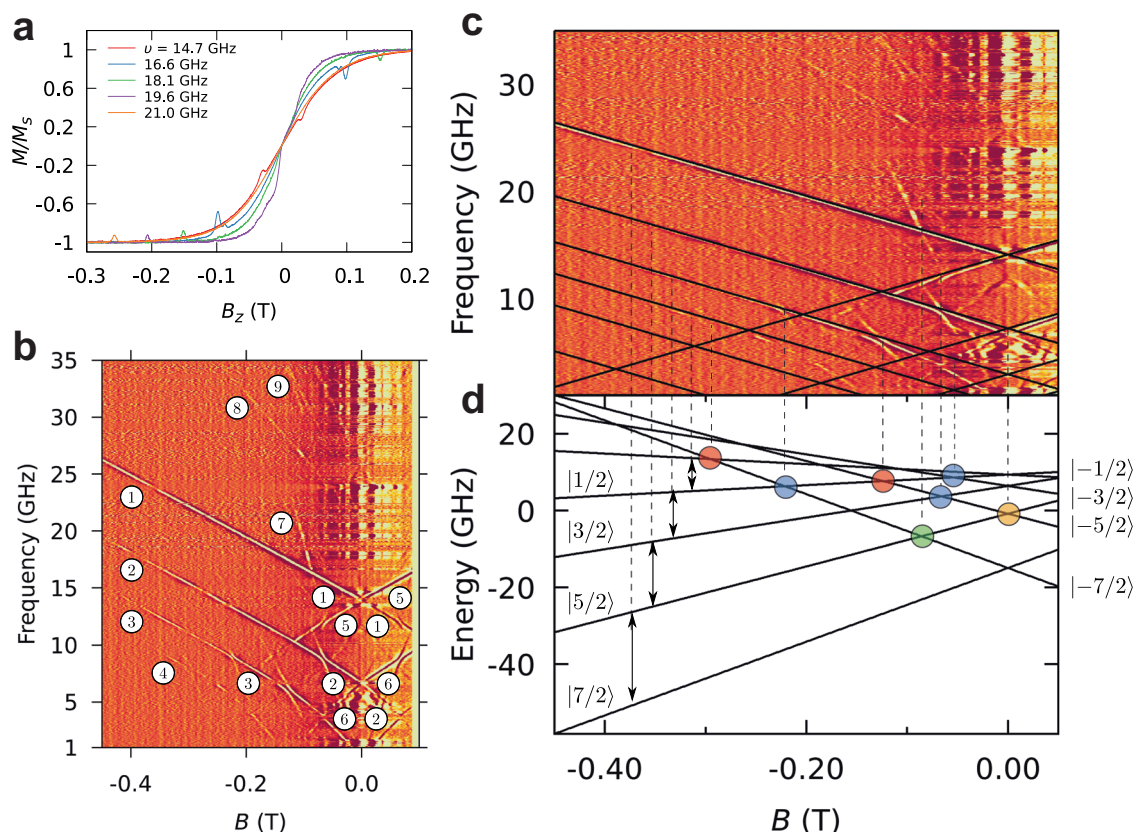 a
υ = 14.7 GHz
16.6 GHz
18.1 GHz
19.6 GHz
21.0 GHz
M/Ms
1
0.6
0.2
-0.2
-0.6
-1
-0.3 -0.2 -0.1 0 0.1 0.2
Bz (T)
b
Frequency (GHz)
35
30
25
20
15
10
5
1
9
8
1
7
2
1
5
3
5
1
4
3
2
6
6
2
-0.4 -0.2 0.0
B (T)
c
Frequency (GHz)
30
20
10
d
Energy (GHz)
20
0
-20
-40
|1/2⟩
|3/2⟩
|5/2⟩
|7/2⟩
|−1/2⟩
|−3/2⟩
|−5/2⟩
|−7/2⟩
-0.40 -0.20 0.00
B (T)